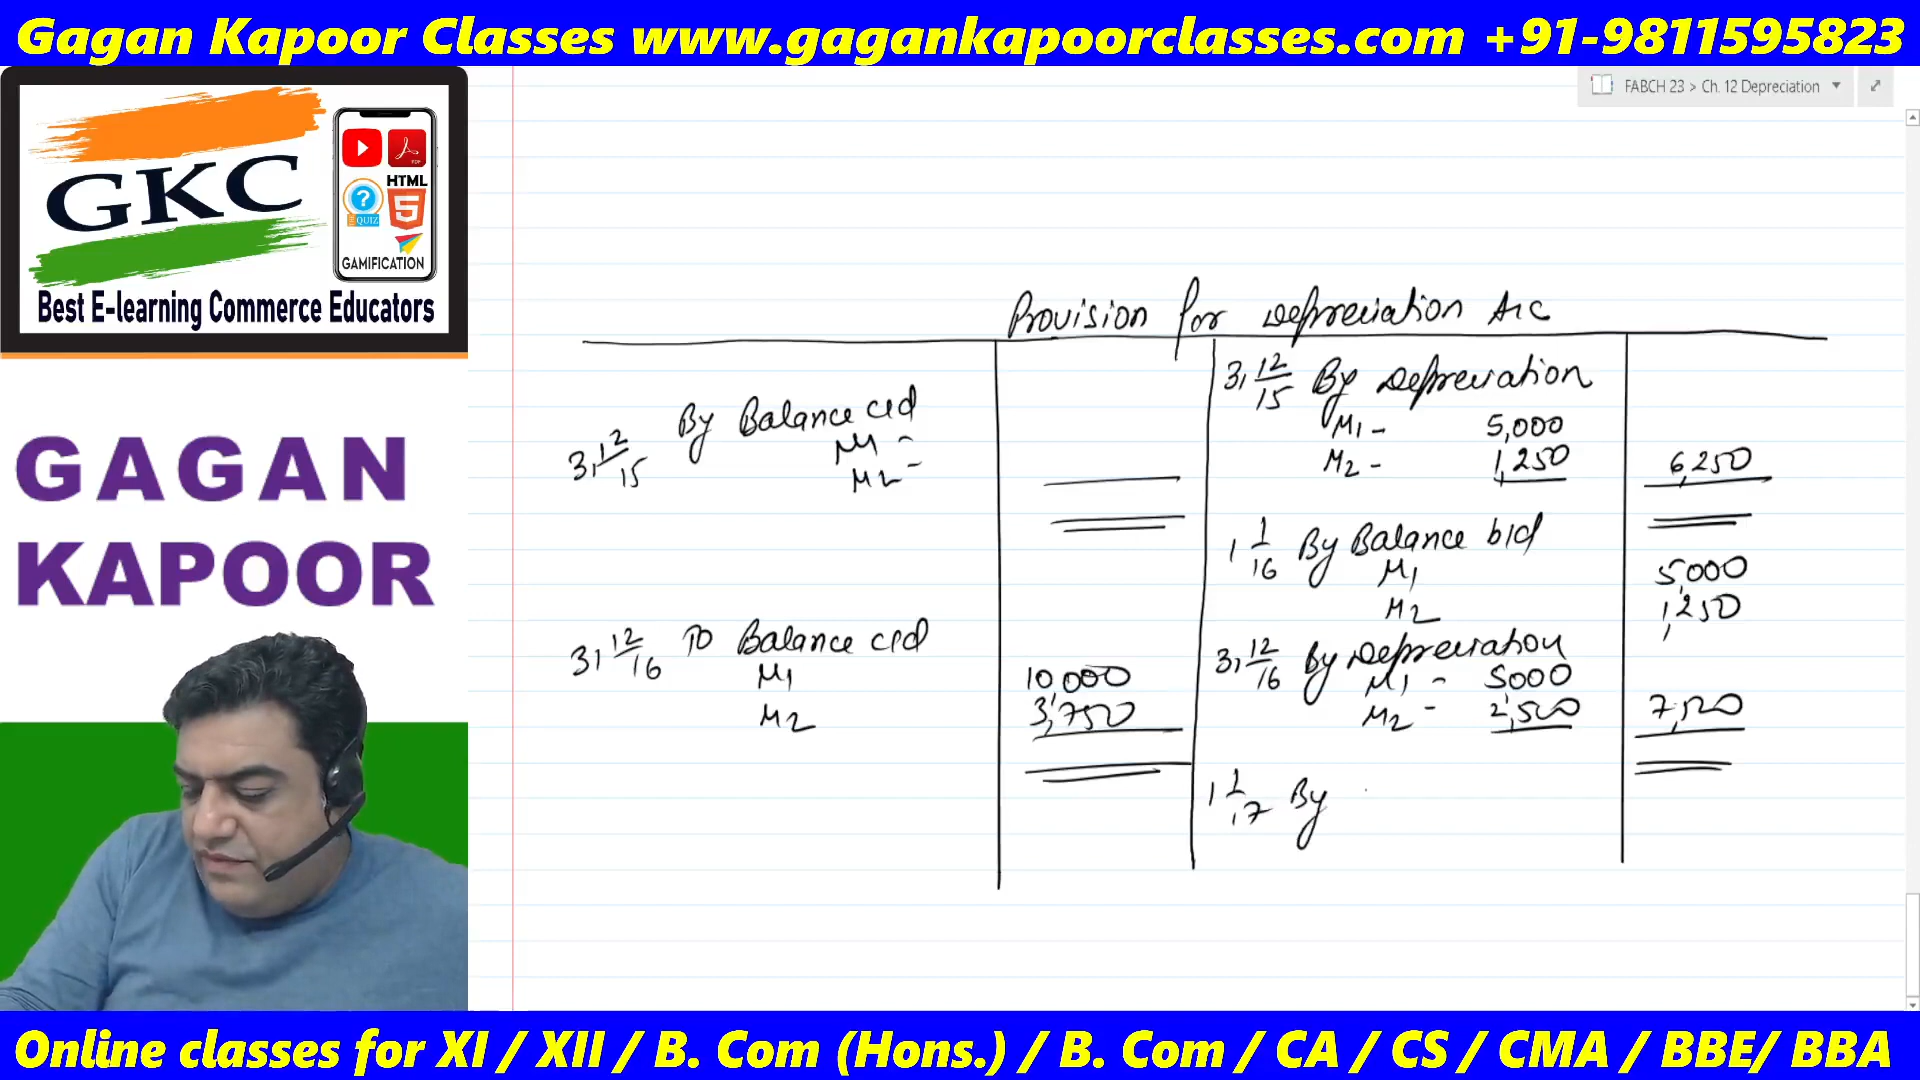 Gagan Kapoor Classes www.gagankapoorclasses.com +91-9811595823
FABCH 23 > Ch. 12 Depreciation
GKC
PDF
?
QUIZ
HTML
5
GAMIFICATION
Best E-learning Commerce Educators
GAGAN
KAPOOR
Provision for Depreciation A/c
31 12/15 By Depreciation
M1 - 5,000
M2 - 1,250 6,250
31 12/15 By Balance c/d
M1 -
M2 -
1 1/16 By Balance b/d
M1 5,000
M2 1,250
31 12/16 To Balance c/d
M1 10,000
M2 3,750
31 12/16 By Depreciation
M1 - 5000
M2 - 2,500 7,500
1 1/17 By
Online classes for XI / XII / B. Com (Hons.) / B. Com / CA / CS / CMA / BBE/ BBA